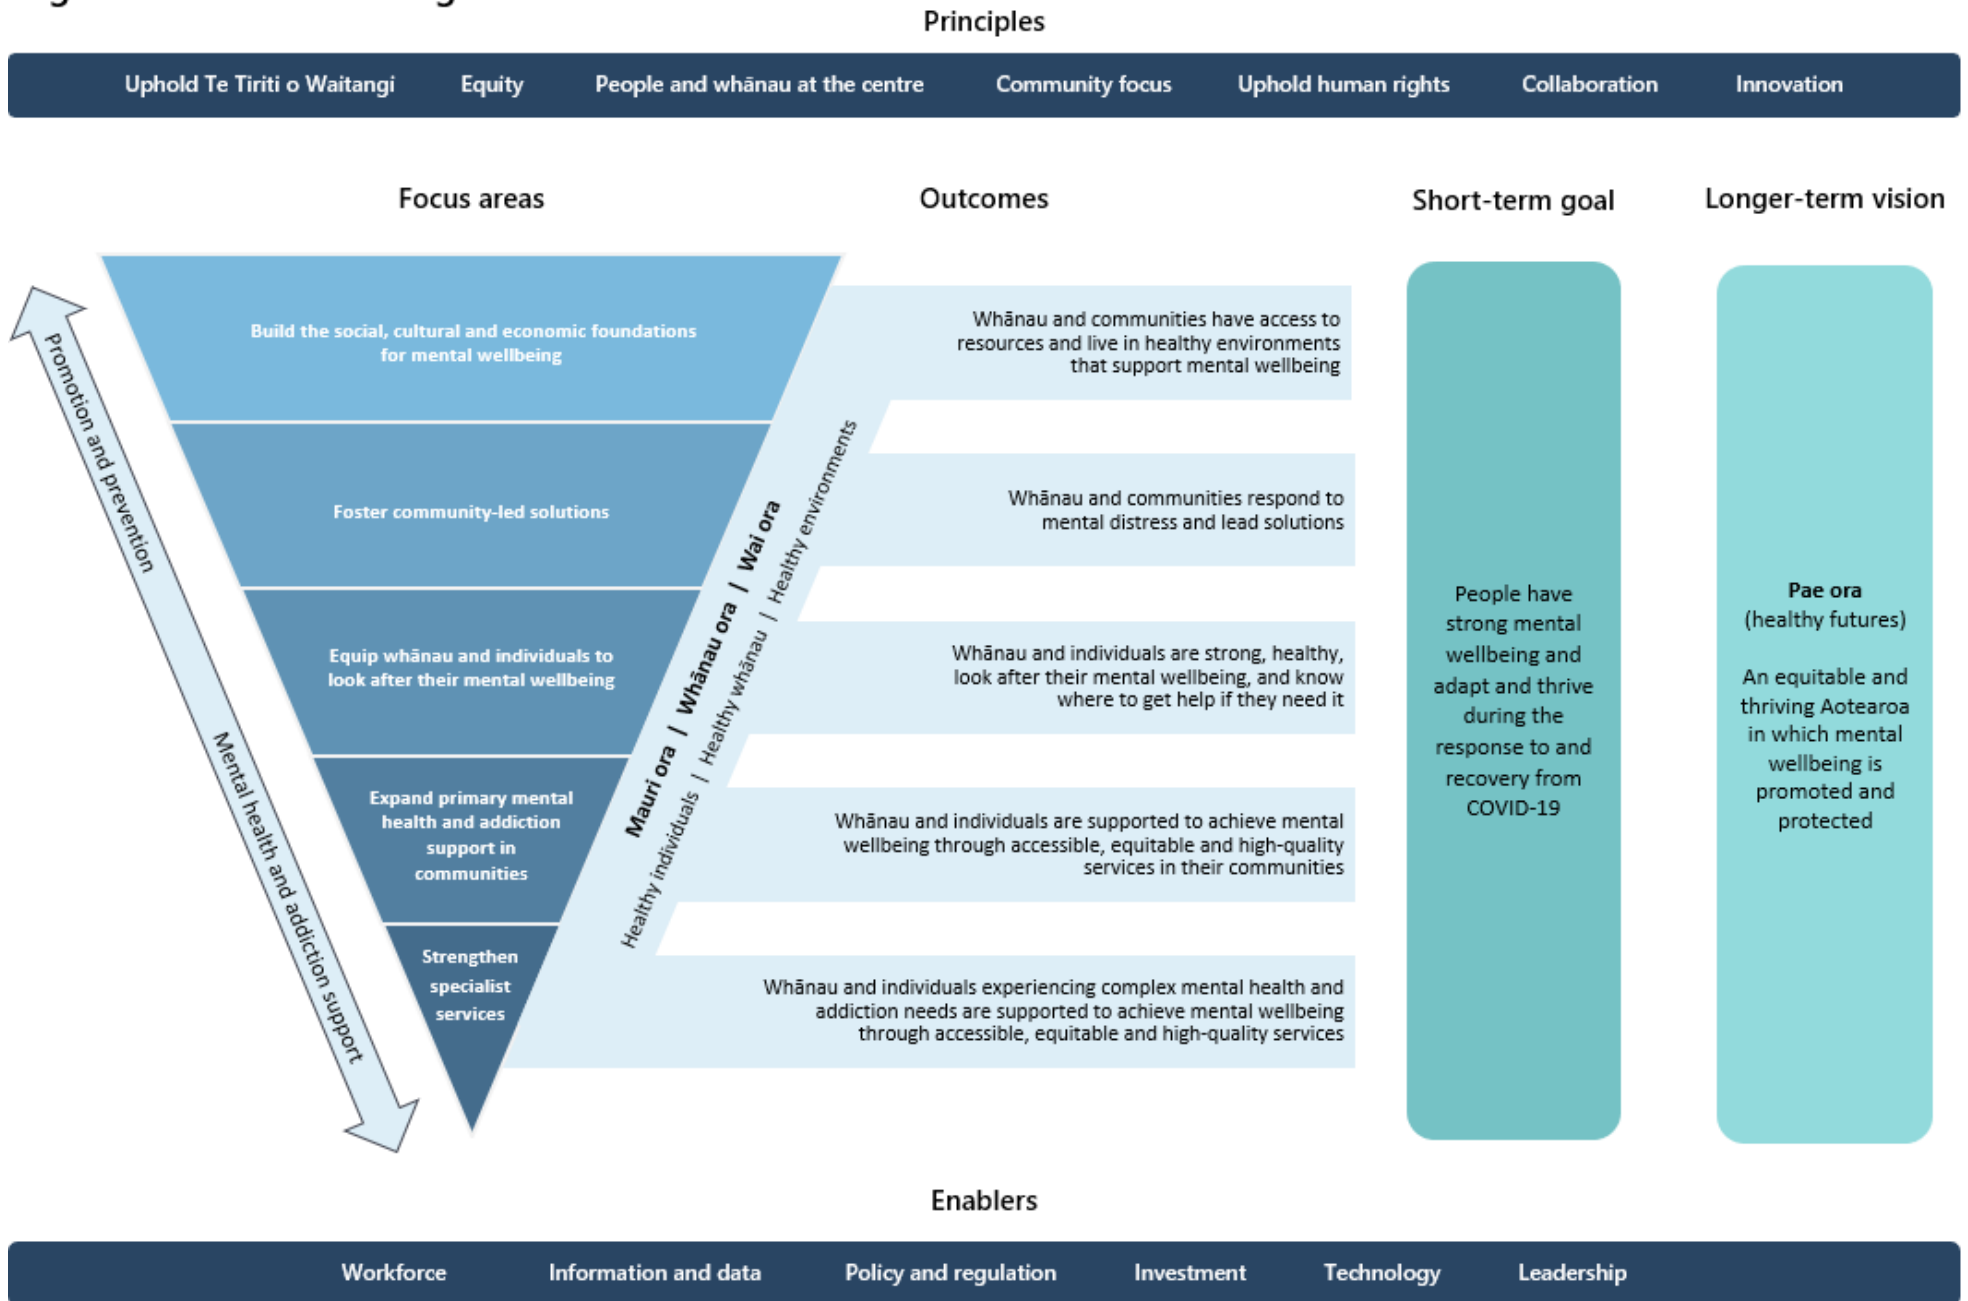 Principles
Uphold Te Tiriti o Waitangi Equity People and whānau at the centre Community focus Uphold human rights Collaboration Innovation
Focus areas
Build the social, cultural and economic foundations
for mental wellbeing
Foster community-led solutions
Equip whānau and individuals to
look after their mental wellbeing
Expand primary mental
health and addiction
support in
communities
Strengthen
specialist
services
Promotion and prevention
Mental health and addiction support
Mauri ora | Whānau ora | Wai ora
Healthy individuals | Healthy whānau | Healthy environments
Outcomes
Whānau and communities have access to
resources and live in healthy environments
that support mental wellbeing
Whānau and communities respond to
mental distress and lead solutions
Whānau and individuals are strong, healthy,
look after their mental wellbeing, and know
where to get help if they need it
Whānau and individuals are supported to achieve mental
wellbeing through accessible, equitable and high-quality
services in their communities
Whānau and individuals experiencing complex mental health and
addiction needs are supported to achieve mental wellbeing
through accessible, equitable and high-quality services
Short-term goal
People have
strong mental
wellbeing and
adapt and thrive
during the
response to and
recovery from
COVID-19
Longer-term vision
Pae ora
(healthy futures)
An equitable and
thriving Aotearoa
in which mental
wellbeing is
promoted and
protected
Enablers
Workforce Information and data Policy and regulation Investment Technology Leadership